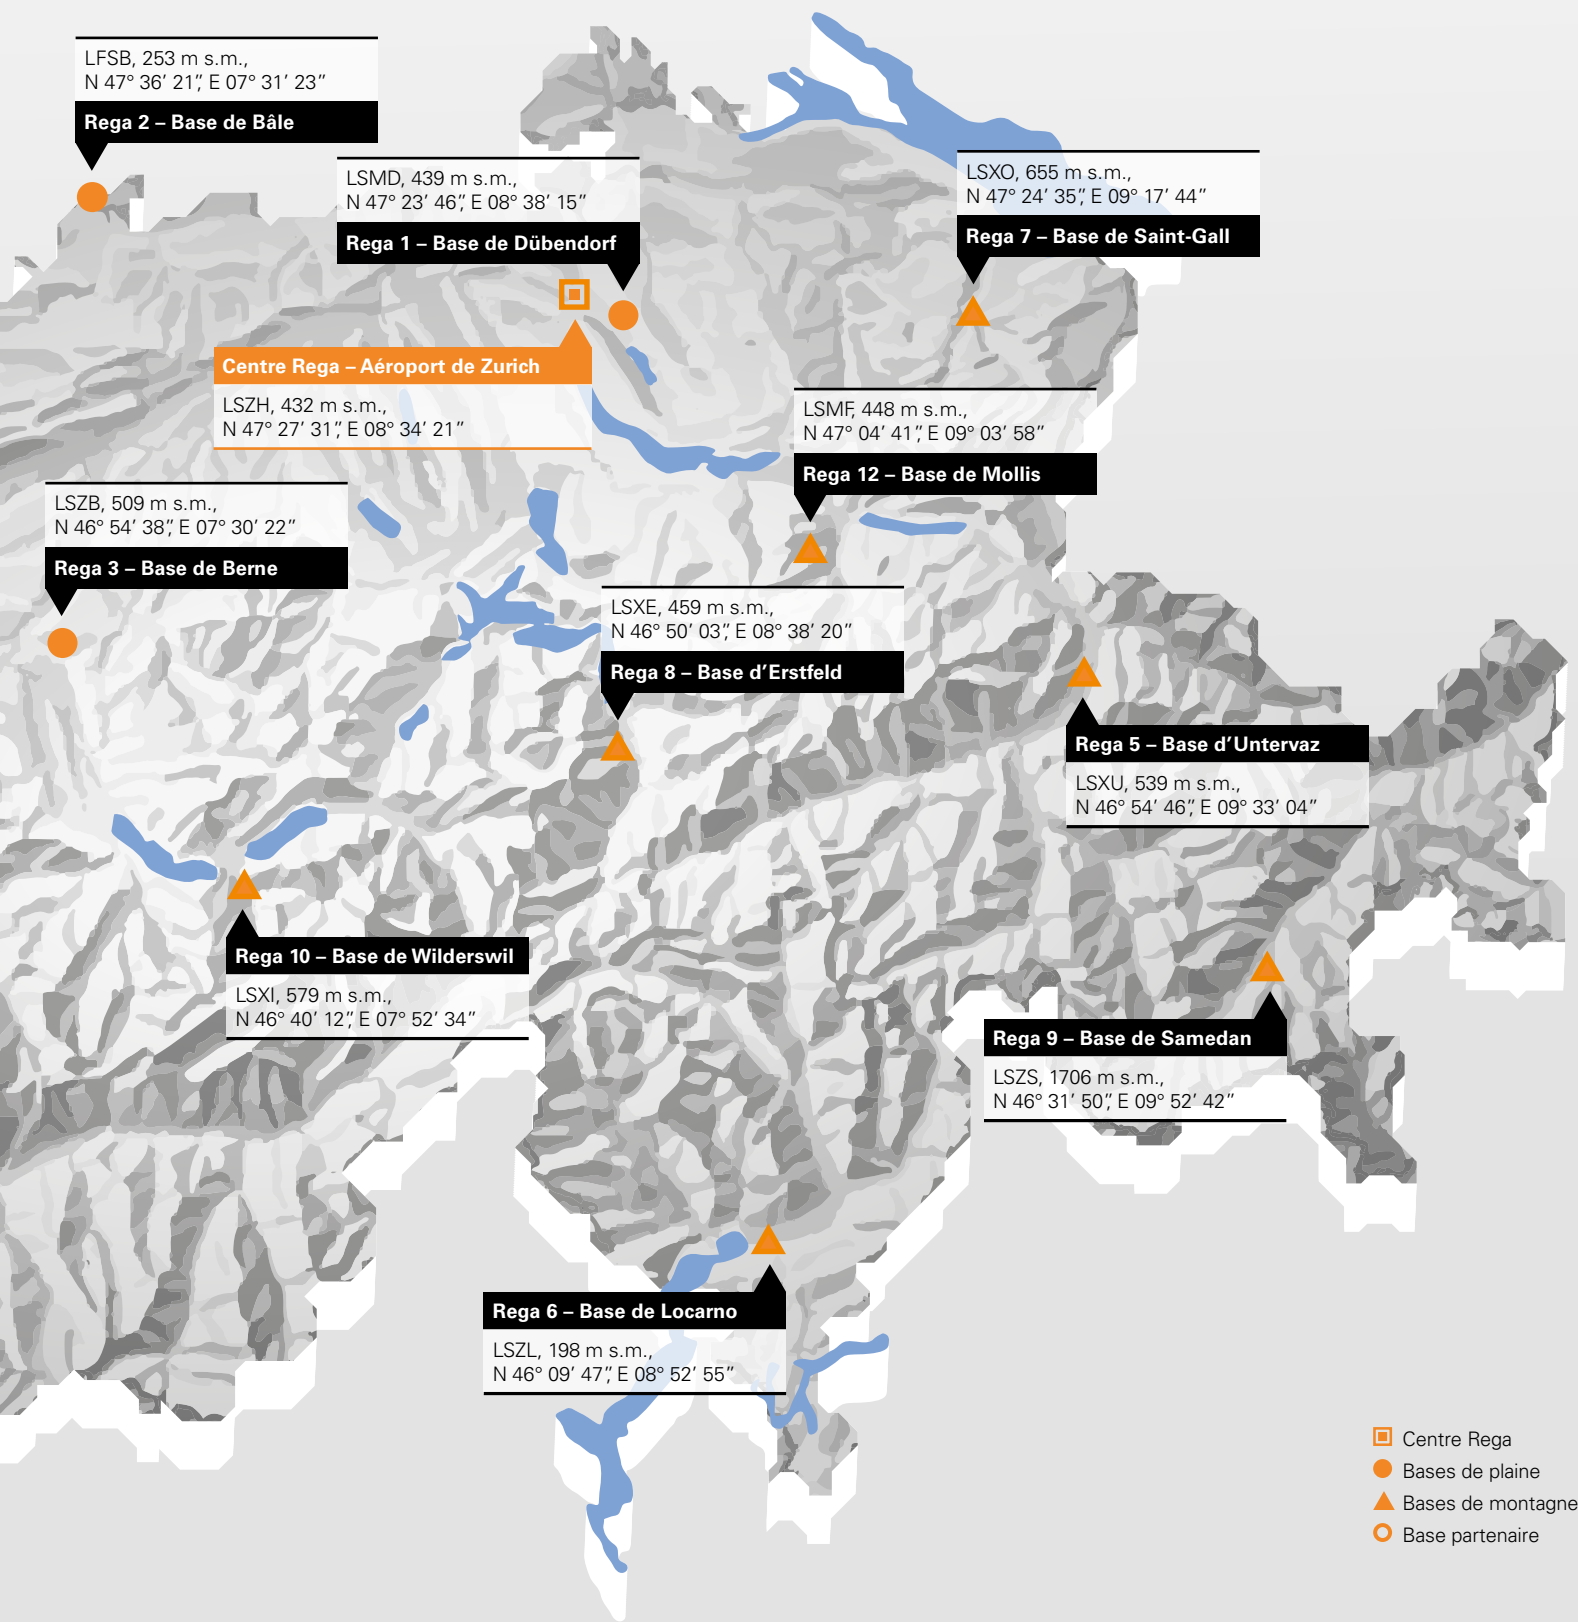 LFSB, 253 m s.m.,
N 47° 36′ 21″, E 07° 31′ 23″
Rega 2 – Base de Bâle
LSMD, 439 m s.m.,
N 47° 23′ 46″, E 08° 38′ 15″
Rega 1 – Base de Dübendorf
LSXO, 655 m s.m.,
N 47° 24′ 35″, E 09° 17′ 44″
Rega 7 – Base de Saint-Gall
Centre Rega – Aéroport de Zurich
LSZH, 432 m s.m.,
N 47° 27′ 31″, E 08° 34′ 21″
LSMF, 448 m s.m.,
N 47° 04′ 41″, E 09° 03′ 58″
Rega 12 – Base de Mollis
LSZB, 509 m s.m.,
N 46° 54′ 38″, E 07° 30′ 22″
Rega 3 – Base de Berne
LSXE, 459 m s.m.,
N 46° 50′ 03″, E 08° 38′ 20″
Rega 8 – Base d’Erstfeld
Rega 5 – Base d’Untervaz
LSXU, 539 m s.m.,
N 46° 54′ 46″, E 09° 33′ 04″
Rega 10 – Base de Wilderswil
LSXI, 579 m s.m.,
N 46° 40′ 12″, E 07° 52′ 34″
Rega 9 – Base de Samedan
LSZS, 1706 m s.m.,
N 46° 31′ 50″, E 09° 52′ 42″
Rega 6 – Base de Locarno
LSZL, 198 m s.m.,
N 46° 09′ 47″, E 08° 52′ 55″
Centre Rega
Bases de plaine
Bases de montagne
Base partenaire